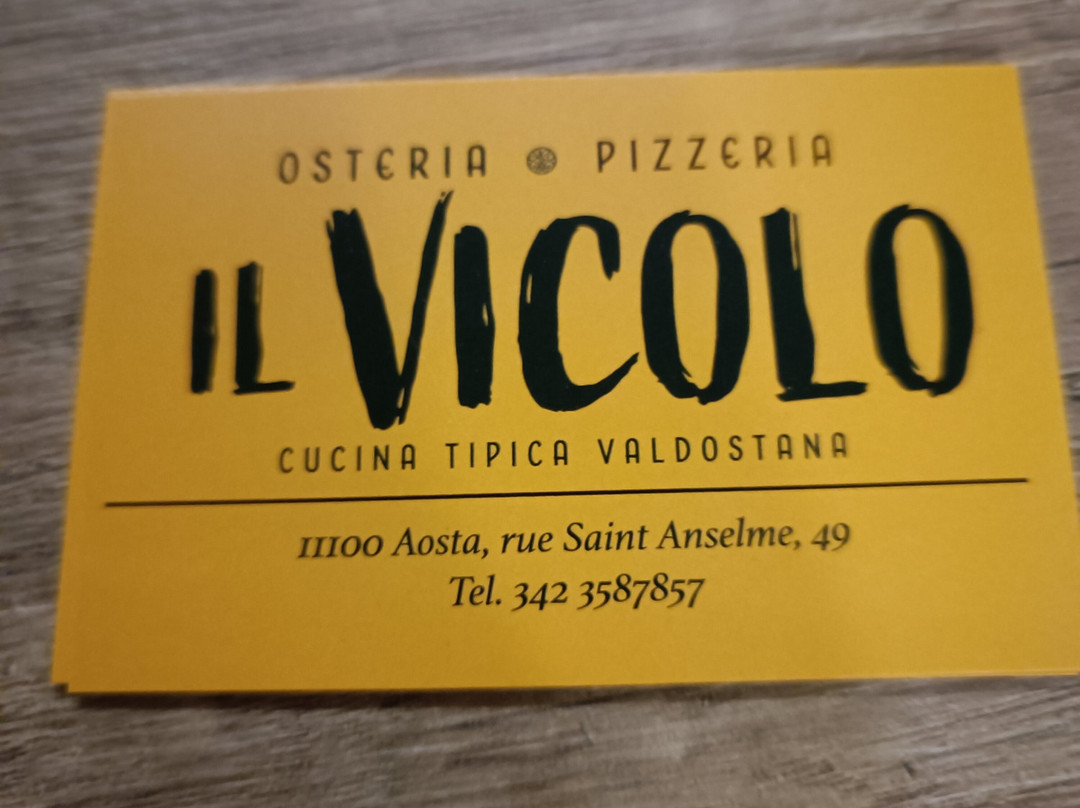 OSTERIA PIZZERIA
IL VICOLO
CUCINA TIPICA VALDOSTANA
11100 Aosta, rue Saint Anselme, 49
Tel. 342 3587857